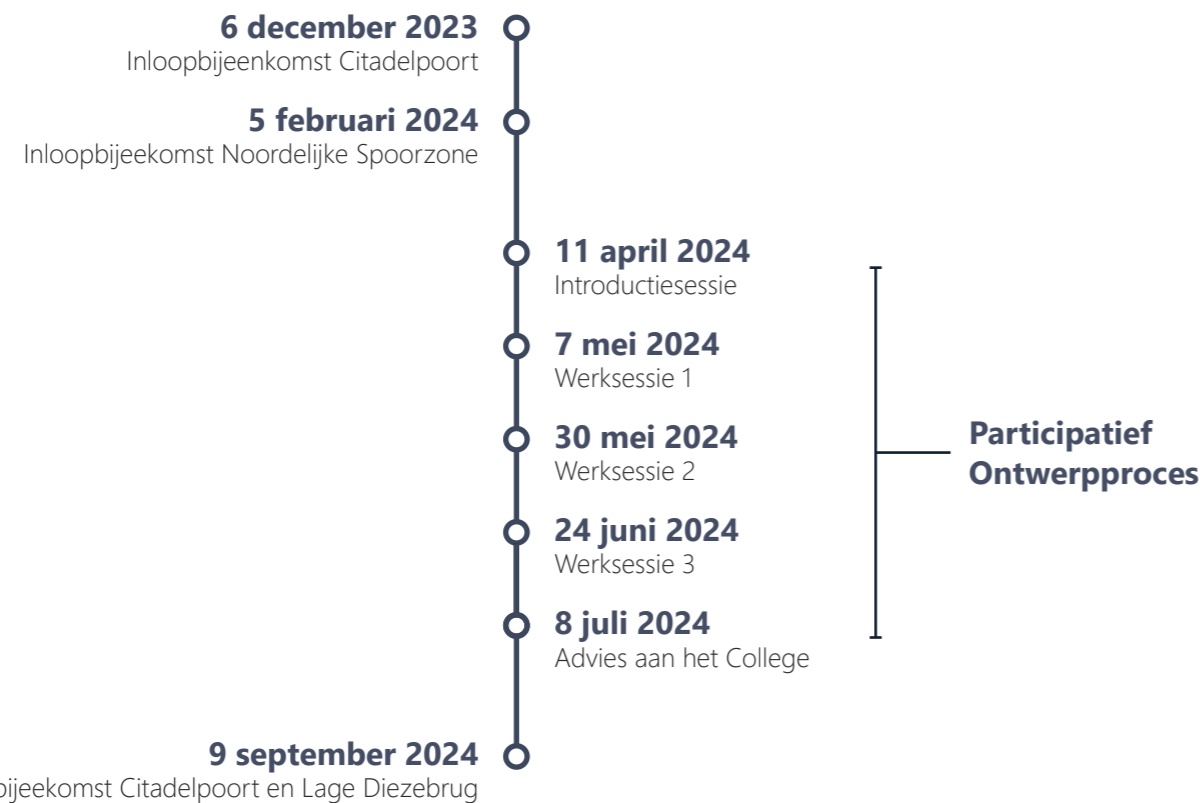 6 december 2023
Inloopbijeenkomst Citadelpoort
5 februari 2024
Inloopbijeekomst Noordelijke Spoorzone
11 april 2024
Introductiesessie
7 mei 2024
Werksessie 1
30 mei 2024
Werksessie 2
24 juni 2024
Werksessie 3
8 juli 2024
Advies aan het College
Participatief
Ontwerpproces
9 september 2024
bijeekomst Citadelpoort en Lage Diezebrug